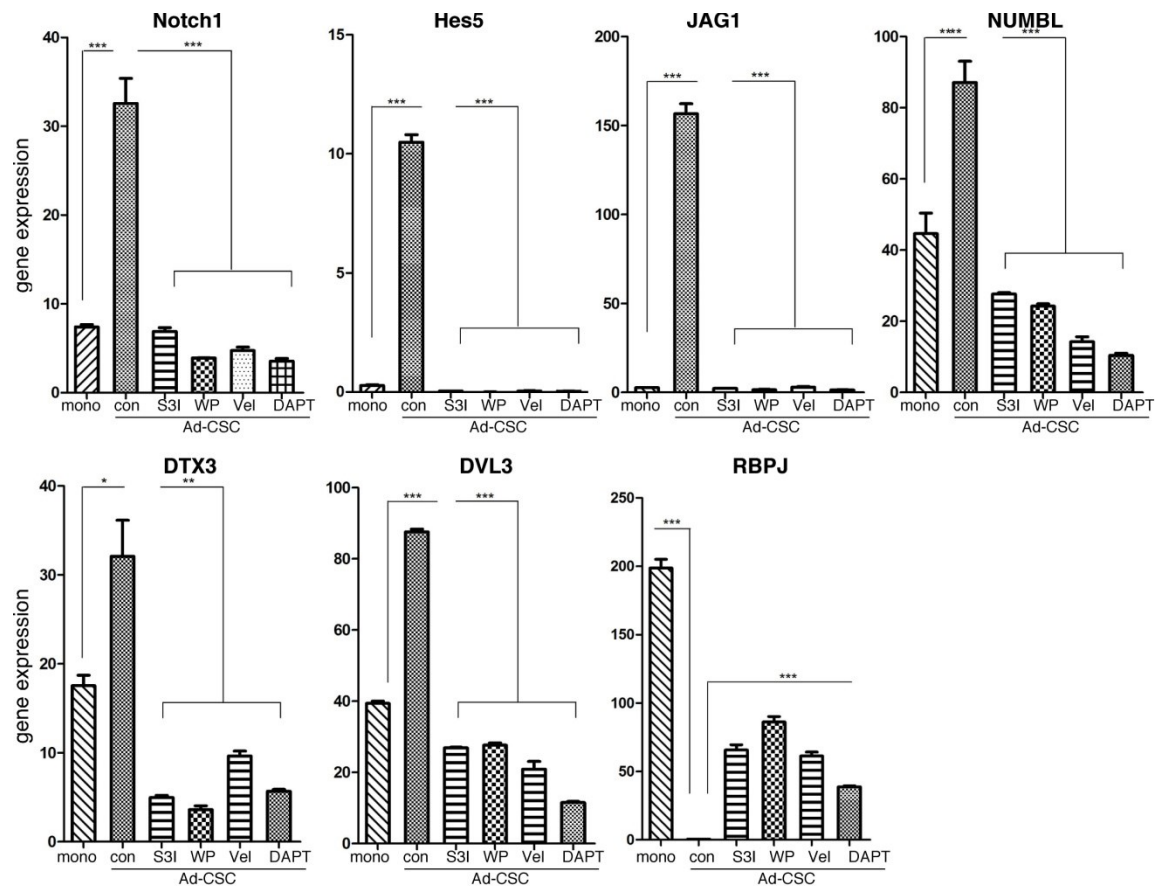 Notch1
Hes5
JAG1
NUMBL
gene expression
40
30
20
10
0
*** ***
mono con S3I WP Vel DAPT
Ad-CSC
15
10
5
0
*** ***
mono con S3I WP Vel DAPT
Ad-CSC
200
150
100
50
0
*** ***
mono con S3I WP Vel DAPT
Ad-CSC
100
80
60
40
20
0
**** ***
mono con S3I WP Vel DAPT
Ad-CSC
DTX3
DVL3
RBPJ
gene expression
40
30
20
10
0
* **
mono con S3I WP Vel DAPT
Ad-CSC
100
80
60
40
20
0
*** ***
mono con S3I WP Vel DAPT
Ad-CSC
250
200
150
100
50
0
***
***
mono con S3I WP Vel DAPT
Ad-CSC